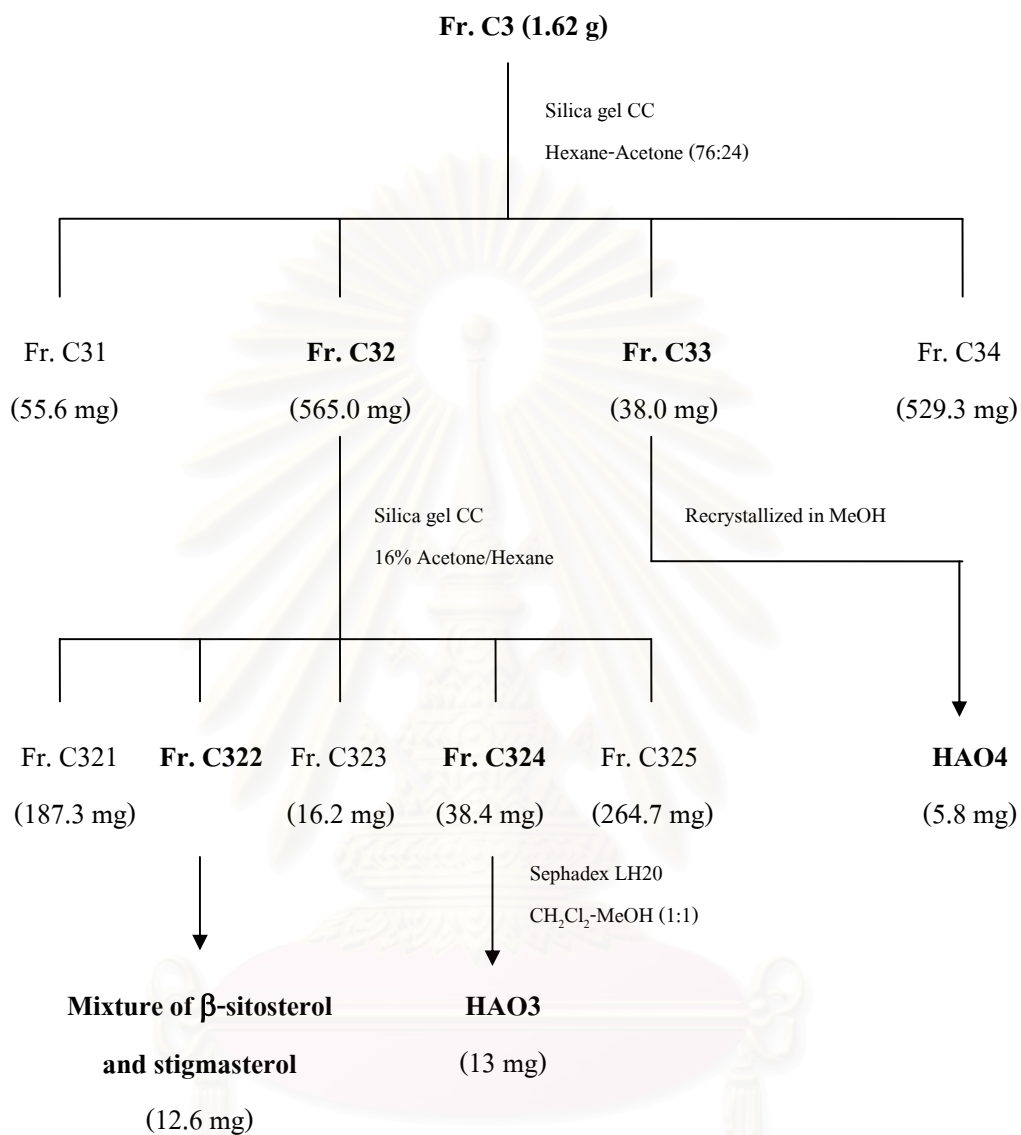 Fr. C3 (1.62 g)
Silica gel CC
Hexane-Acetone (76:24)
Fr. C31
(55.6 mg)
Fr. C32
(565.0 mg)
Fr. C33
(38.0 mg)
Fr. C34
(529.3 mg)
Silica gel CC
16% Acetone/Hexane
Recrystallized in MeOH
Fr. C321
(187.3 mg)
Fr. C322
Fr. C323
(16.2 mg)
Fr. C324
(38.4 mg)
Fr. C325
(264.7 mg)
HAO4
(5.8 mg)
Sephadex LH20
CH₂Cl₂-MeOH (1:1)
Mixture of β-sitosterol
and stigmasterol
(12.6 mg)
HAO3
(13 mg)